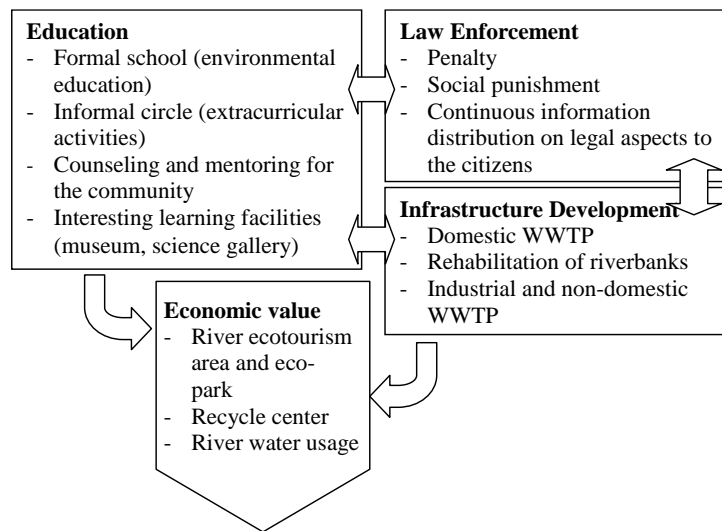 Education
- Formal school (environmental
education)
- Informal circle (extracurricular
activities)
- Counseling and mentoring for
the community
- Interesting learning facilities
(museum, science gallery)
Law Enforcement
- Penalty
- Social punishment
- Continuous information
distribution on legal aspects to
the citizens
Infrastructure Development
- Domestic WWTP
- Rehabilitation of riverbanks
- Industrial and non-domestic
WWTP
Economic value
- River ecotourism
area and eco-
park
- Recycle center
- River water usage